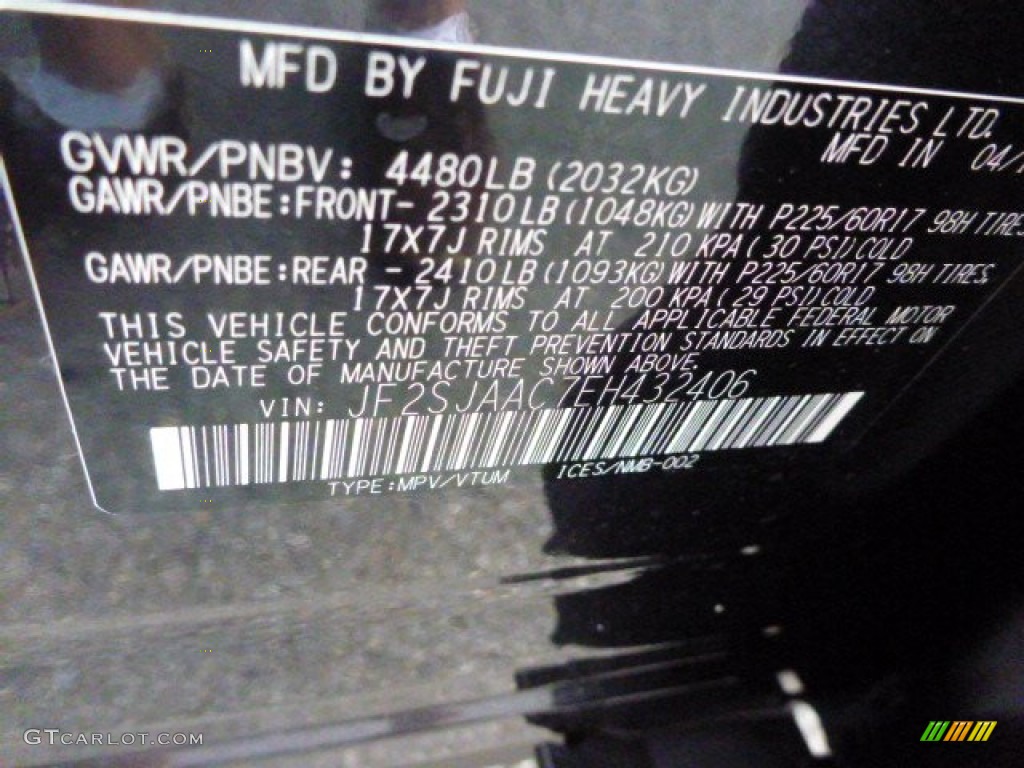 MFD BY FUJI HEAVY INDUSTRIES LTD.
MFD IN 04/
GVWR/PNBV: 4480LB (2032KG)
GAWR/PNBE:FRONT- 2310LB(1048KG)WITH P225/60R17 98H TIRES
17X7J RIMS AT 210 KPA( 30 PSI)COLD
GAWR/PNBE:REAR - 2410LB(1093KG)WITH P225/60R17 98H TIRES,
17X7J RIMS AT 200 KPA( 29 PSI)COLD
THIS VEHICLE CONFORMS TO ALL APPLICABLE FEDERAL MOTOR
VEHICLE SAFETY AND THEFT PREVENTION STANDARDS IN EFFECT ON
THE DATE OF MANUFACTURE SHOWN ABOVE.
VIN: JF2SJAAC7EH432406
TYPE:MPV/VTUM ICES/NMB-002
GTCARLOT.COM